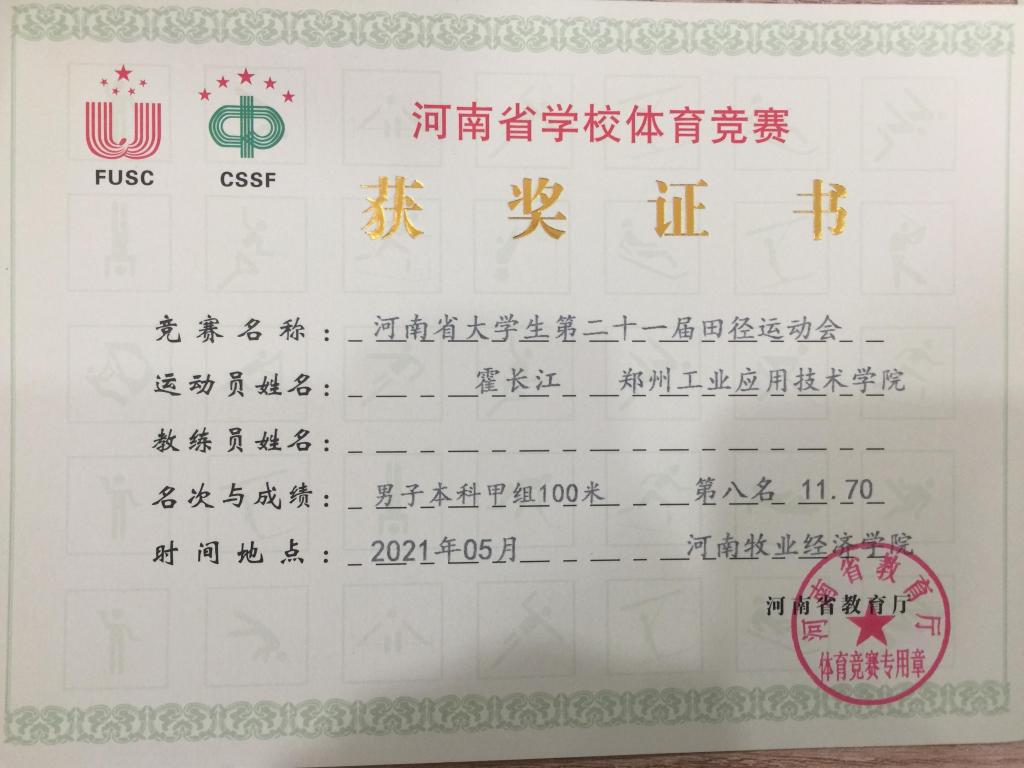 FUSC CSSF
河南省学校体育竞赛
获奖证书
竞赛名称： 河南省大学生第二十一届田径运动会
运动员姓名： 霍长江 郑州工业应用技术学院
教练员姓名：
名次与成绩： 男子本科甲组100米 第八名 11.70
时间地点： 2021年05月 河南牧业经济学院
河南省教育厅
河南省教育厅
体育竞赛专用章